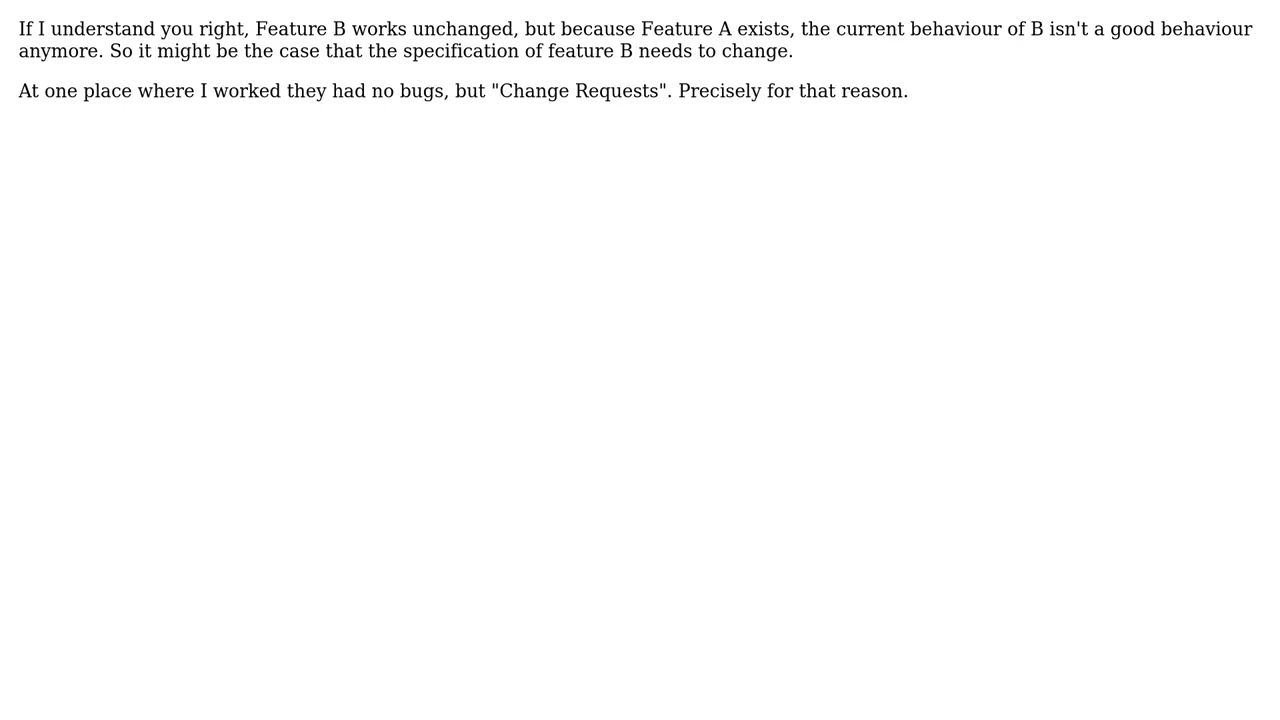 If I understand you right, Feature B works unchanged, but because Feature A exists, the current behaviour of B isn't a good behaviour
anymore. So it might be the case that the specification of feature B needs to change.
At one place where I worked they had no bugs, but "Change Requests". Precisely for that reason.